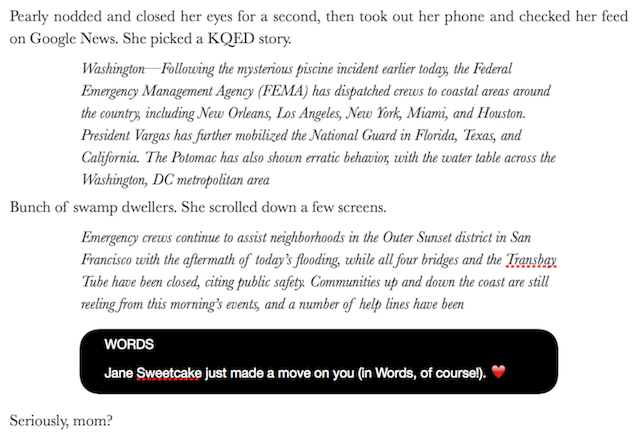 Pearly nodded and closed her eyes for a second, then took out her phone and checked her feed
on Google News. She picked a KQED story.
Washington—Following the mysterious piscine incident earlier today, the Federal
Emergency Management Agency (FEMA) has dispatched crews to coastal areas around
the country, including New Orleans, Los Angeles, New York, Miami, and Houston.
President Vargas has further mobilized the National Guard in Florida, Texas, and
California. The Potomac has also shown erratic behavior, with the water table across the
Washington, DC metropolitan area
Bunch of swamp dwellers. She scrolled down a few screens.
Emergency crews continue to assist neighborhoods in the Outer Sunset district in San
Francisco with the aftermath of today's flooding, while all four bridges and the Transbay
Tube have been closed, citing public safety. Communities up and down the coast are still
reeling from this morning's events, and a number of help lines have been
WORDS
Jane Sweetcake just made a move on you (in Words, of course!). ❤️
Seriously, mom?